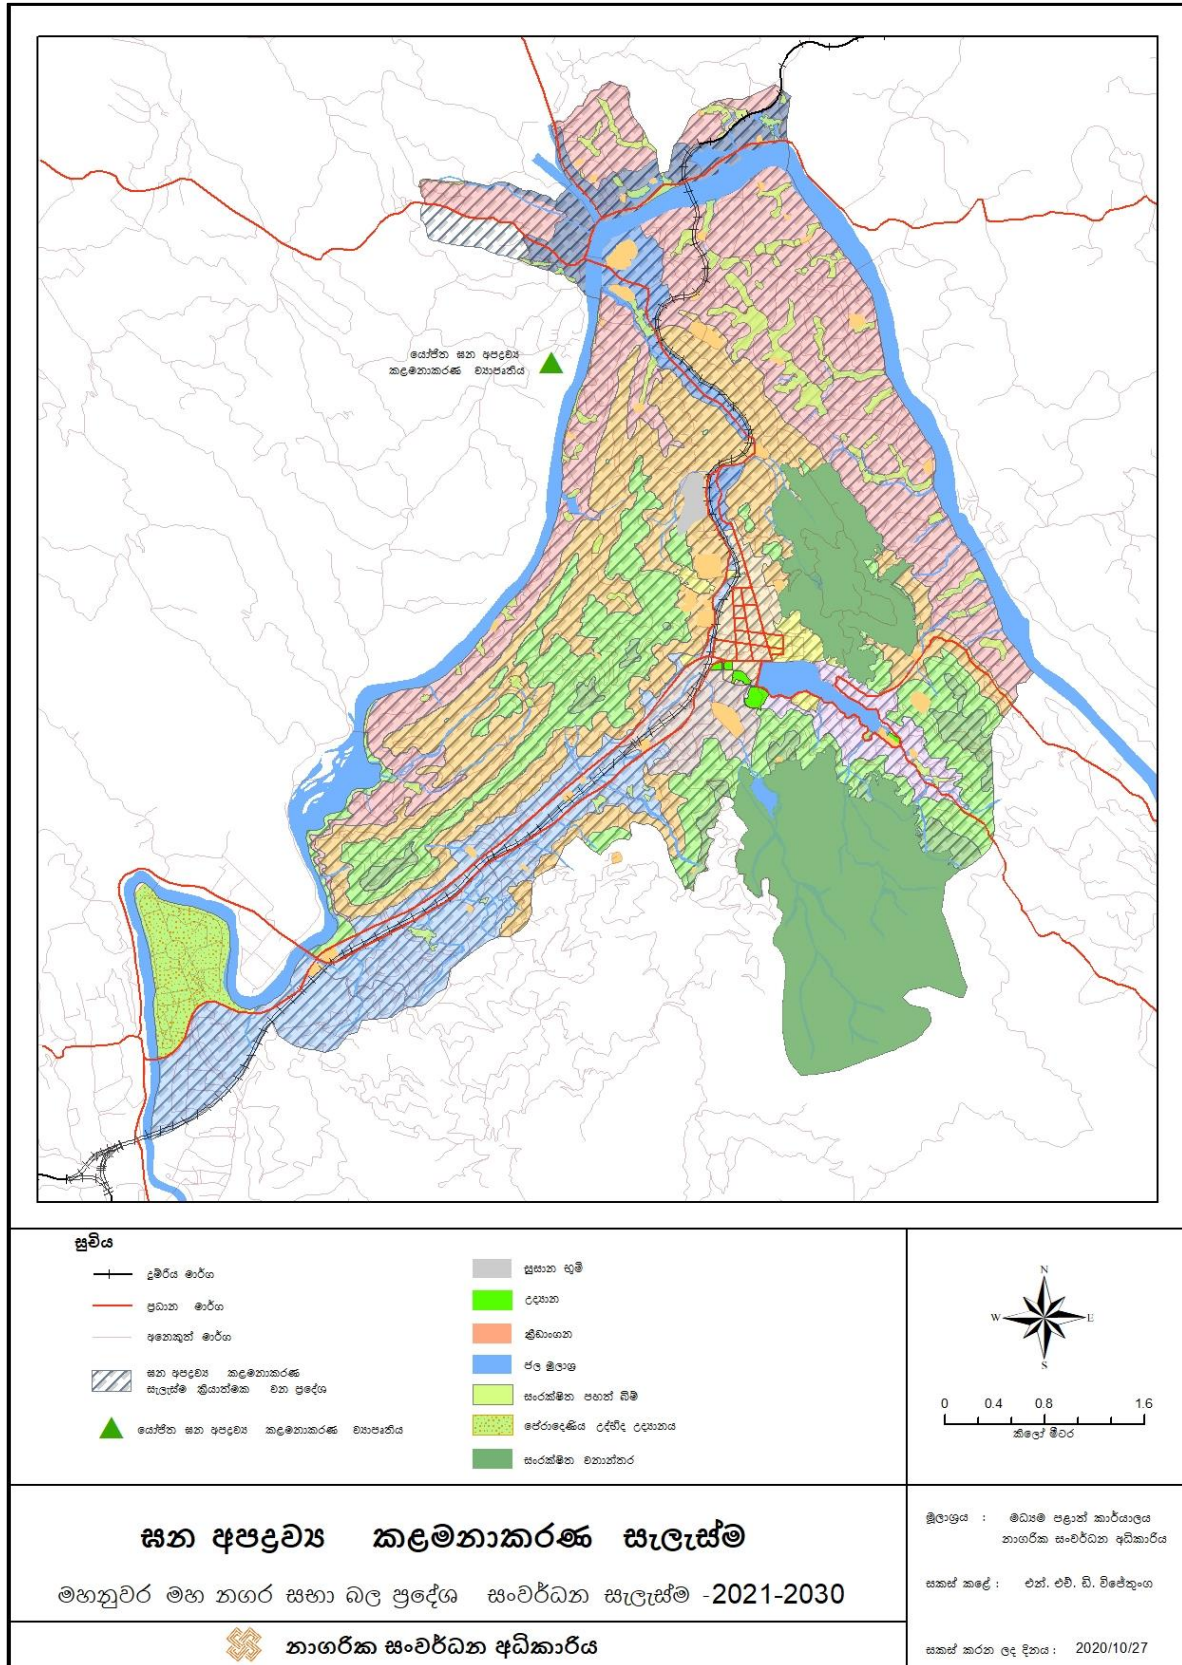 යෝජිත ඝන අපද්‍රව්‍ය
කළමනාකරණ ව්‍යාපෘතිය
සූචිය
දුම්රිය මාර්ග
ප්‍රධාන මාර්ග
අනෙකුත් මාර්ග
ඝන අපද්‍රව්‍ය කළමනාකරණ
සැලැස්ම ක්‍රියාත්මක වන ප්‍රදේශ
යෝජිත ඝන අපද්‍රව්‍ය කළමනාකරණ ව්‍යාපෘතිය
සුසාන භූමි
උද්‍යාන
ක්‍රීඩාංගන
ජල මූලාශ්‍ර
සංරක්ෂිත පහත් බිම්
පේරාදෙණිය උද්භිද උද්‍යානය
සංරක්ෂිත වනාන්තර
N
W E
S
0 0.4 0.8 1.6
කිලෝ මීටර
ඝන අපද්‍රව්‍ය කළමනාකරණ සැලැස්ම
මහනුවර මහ නගර සභා බල ප්‍රදේශ සංවර්ධන සැලැස්ම -2021-2030
නාගරික සංවර්ධන අධිකාරිය
මූලාශ්‍රය : මධ්‍යම පළාත් කාර්යාලය
නාගරික සංවර්ධන අධිකාරිය
සකස් කළේ : එන්. එච්. ඩි. විජේතුංග
සකස් කරන ලද දිනය : 2020/10/27